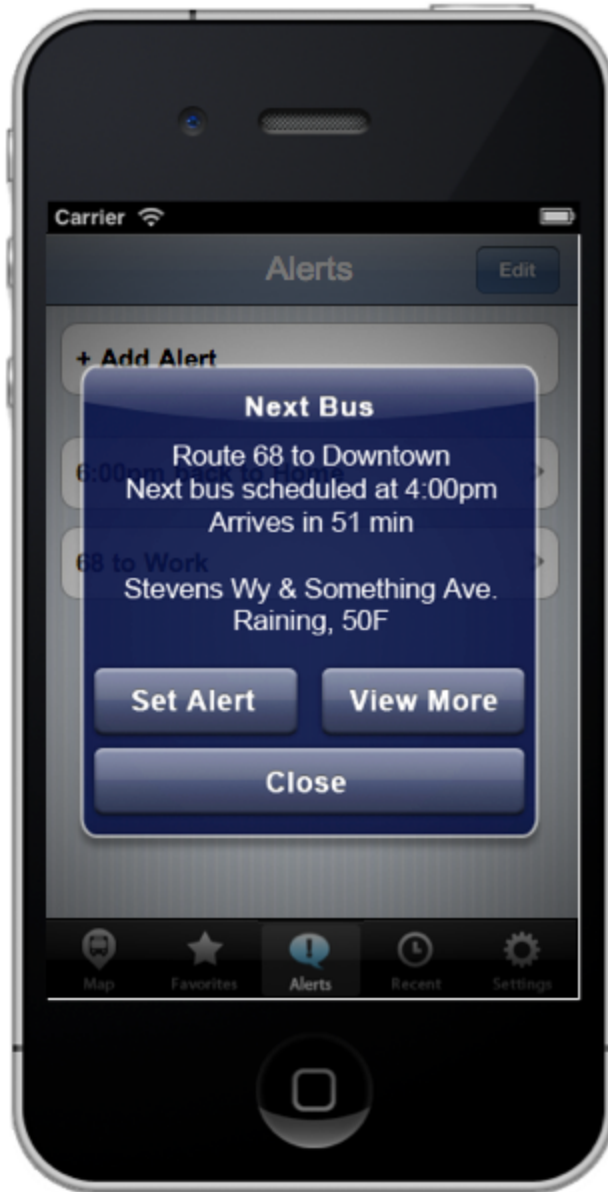 Carrier
Alerts
Edit
+ Add Alert
Next Bus
Route 68 to Downtown
6:00pm back to Home
Next bus scheduled at 4:00pm
Arrives in 51 min
68 to Work
Stevens Wy & Something Ave.
Raining, 50F
Set Alert
View More
Close
Map
Favorites
Alerts
Recent
Settings